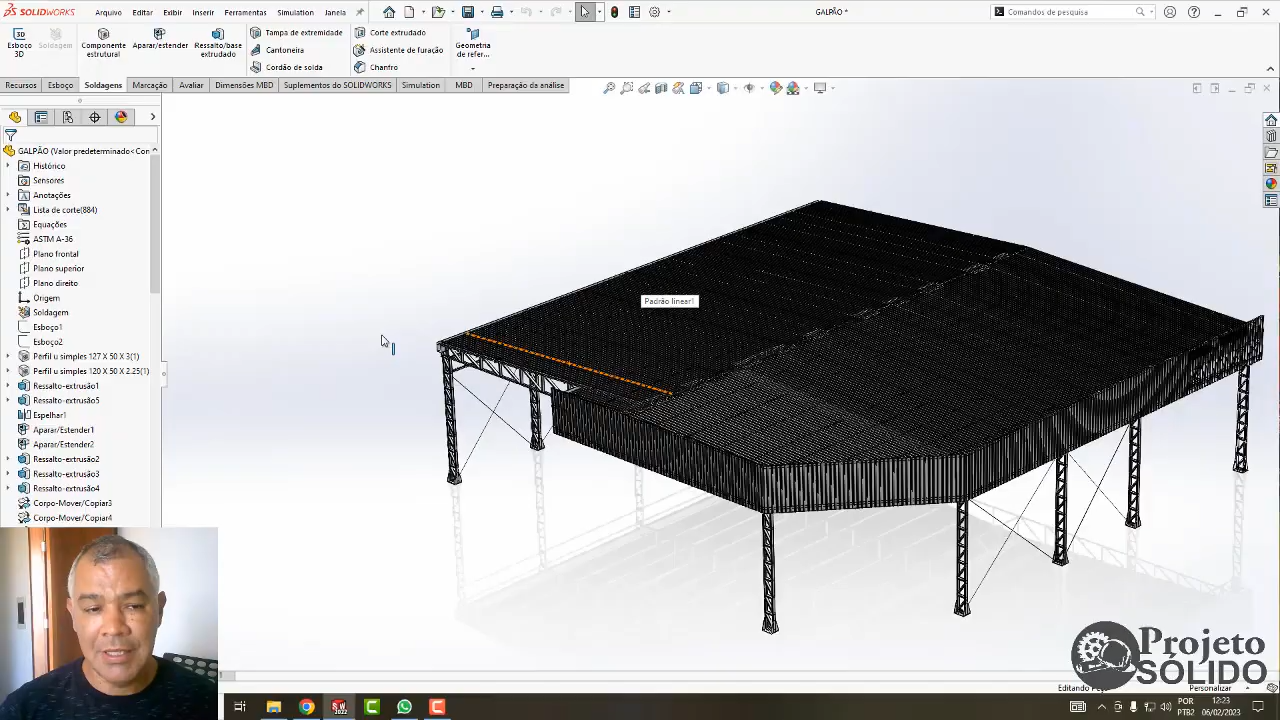 SOLIDWORKS
Arquivo Editar Exibir Inserir Ferramentas Simulation Janela
GALPÃO *
Comandos de pesquisa
Esboço 3D
Soldagem
Componente estrutural
Aparar/estender
Ressalto/base extrudado
Tampa de extremidade
Cantoneira
Cordão de solda
Corte extrudado
Assistente de furação
Chanfro
Geometria de refer...
Recursos Esboço Soldagens Marcação Avaliar Dimensões MBD Suplementos do SOLIDWORKS Simulation MBD Preparação da análise
GALPÃO (Valor predeterminado<Con
Histórico
Sensores
Anotações
Lista de corte(884)
Equações
ASTM A-36
Plano frontal
Plano superior
Plano direito
Origem
Soldagem
Esboço1
Esboço2
Perfil u simples 127 X 50 X 3(1)
Perfil u simples 120 X 50 X 2.25(1)
Ressalto-extrusão1
Ressalto-extrusão5
Espelhar1
Aparar/Estender1
Aparar/Estender2
Ressalto-extrusão2
Ressalto-extrusão3
Ressalto-extrusão4
Corpo-Mover/Copiar3
Corpo-Mover/Copiar4
Padrão linear1
Projeto
SÓLIDO
Personalizar
SW
2022
POR
PTB2
12:23
06/02/2023